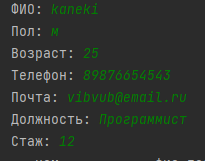 ФИО: kaneki
Пол: м
Возраст: 25
Телефон: 89876654543
Почта: vibvub@email.ru
Должность: Программист
Стаж: 12